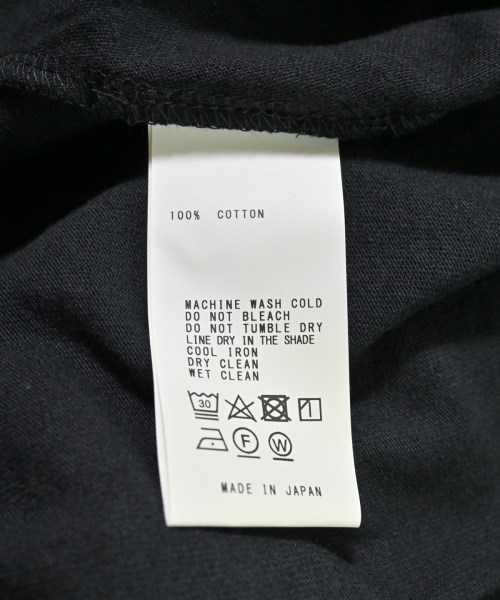 100% COTTON
MACHINE WASH COLD
DO NOT BLEACH
DO NOT TUMBLE DRY
LINE DRY IN THE SHADE
COOL IRON
DRY CLEAN
WET CLEAN
30
F W
MADE IN JAPAN